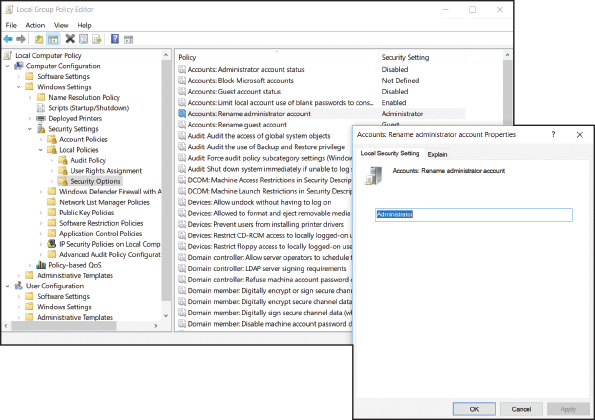 Local Group Policy Editor
File Action View Help
Local Computer Policy
Computer Configuration
Software Settings
Windows Settings
Name Resolution Policy
Scripts (Startup/Shutdown)
Deployed Printers
Security Settings
Account Policies
Local Policies
Audit Policy
User Rights Assignment
Security Options
Windows Defender Firewall with A
Network List Manager Policies
Public Key Policies
Software Restriction Policies
Application Control Policies
IP Security Policies on Local Comp
Advanced Audit Policy Configurat
Policy-based QoS
Administrative Templates
User Configuration
Software Settings
Windows Settings
Administrative Templates
Policy Security Setting
Accounts: Administrator account status Disabled
Accounts: Block Microsoft accounts Not Defined
Accounts: Guest account status Disabled
Accounts: Limit local account use of blank passwords to cons... Enabled
Accounts: Rename administrator account Administrator
Accounts: Rename guest account Guest
Audit: Audit the access of global system objects
Audit: Audit the use of Backup and Restore privilege
Audit: Force audit policy subcategory settings (Window
Audit: Shut down system immediately if unable to log s
DCOM: Machine Access Restrictions in Security Descrip
DCOM: Machine Launch Restrictions in Security Descrip
Devices: Allow undock without having to log on
Devices: Allowed to format and eject removable media
Devices: Prevent users from installing printer drivers
Devices: Restrict CD-ROM access to locally logged-on u
Devices: Restrict floppy access to locally logged-on use
Domain controller: Allow server operators to schedule t
Domain controller: LDAP server signing requirements
Domain controller: Refuse machine account password c
Domain member: Digitally encrypt or sign secure chann
Domain member: Digitally encrypt secure channel data
Domain member: Digitally sign secure channel data (wh
Domain member: Disable machine account password d
Accounts: Rename administrator account Properties
Local Security Setting Explain
Accounts: Rename administrator account
Administrator
OK Cancel Apply